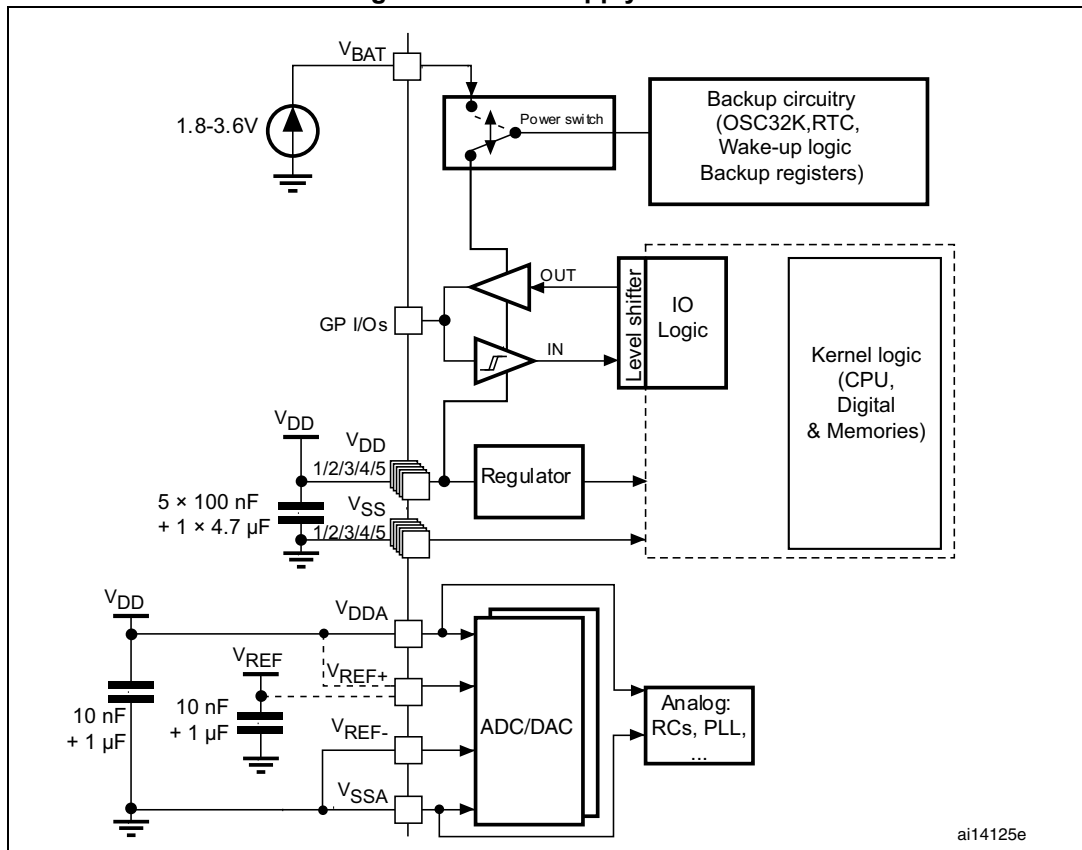 VBAT
1.8-3.6V
Power switch
Backup circuitry
(OSC32K,RTC,
Wake-up logic
Backup registers)
OUT
GP I/Os
IN
Level shifter
IO
Logic
Kernel logic
(CPU,
Digital
& Memories)
VDD
VDD
1/2/3/4/5
Regulator
5 × 100 nF
+ 1 × 4.7 µF
VSS
1/2/3/4/5
VDD
VDDA
VREF
VREF+
10 nF
+ 1 µF
10 nF
+ 1 µF
VREF-
ADC/DAC
Analog:
RCs, PLL,
...
VSSA
ai14125e